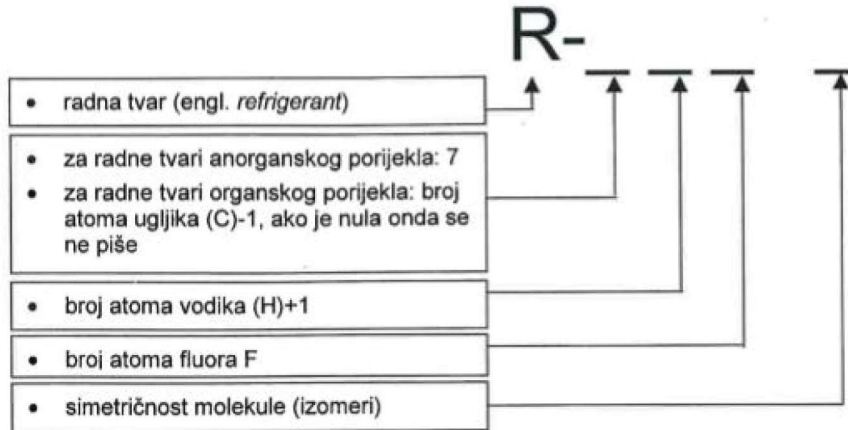 R-
• radna tvar (engl. refrigerant)
• za radne tvari anorganskog porijekla: 7
• za radne tvari organskog porijekla: broj
atoma ugljika (C)-1, ako je nula onda se
ne piše
• broj atoma vodika (H)+1
• broj atoma fluora F
• simetričnost molekule (izomeri)